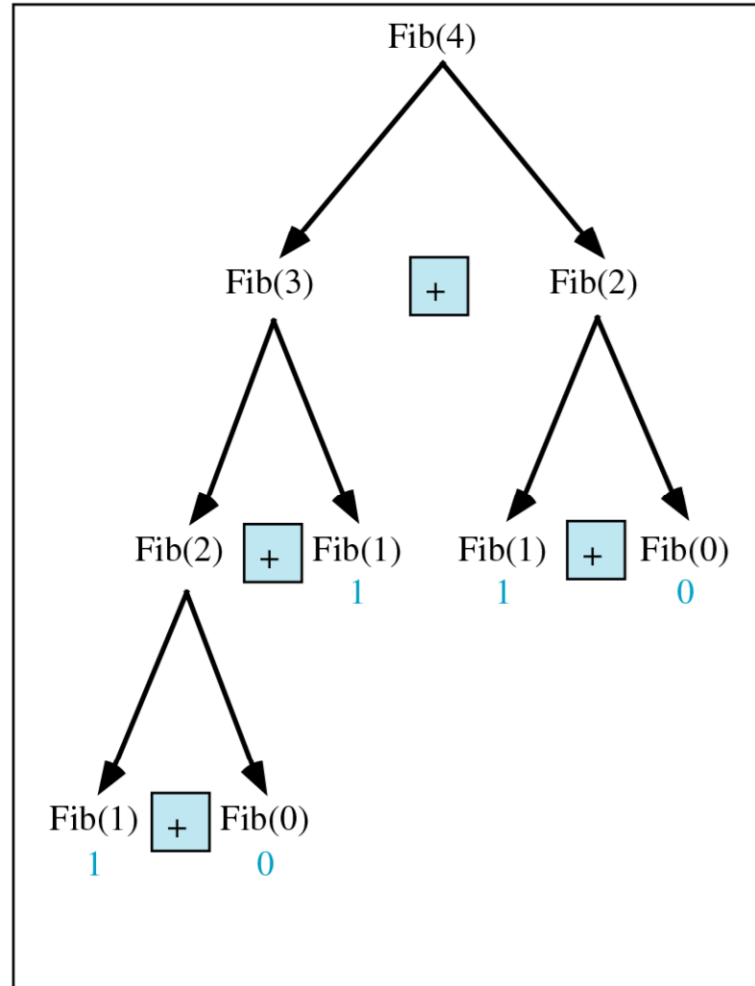 Fib(4)
Fib(3) + Fib(2)
Fib(2) + Fib(1) Fib(1) + Fib(0)
1 1 0
Fib(1) + Fib(0)
1 0